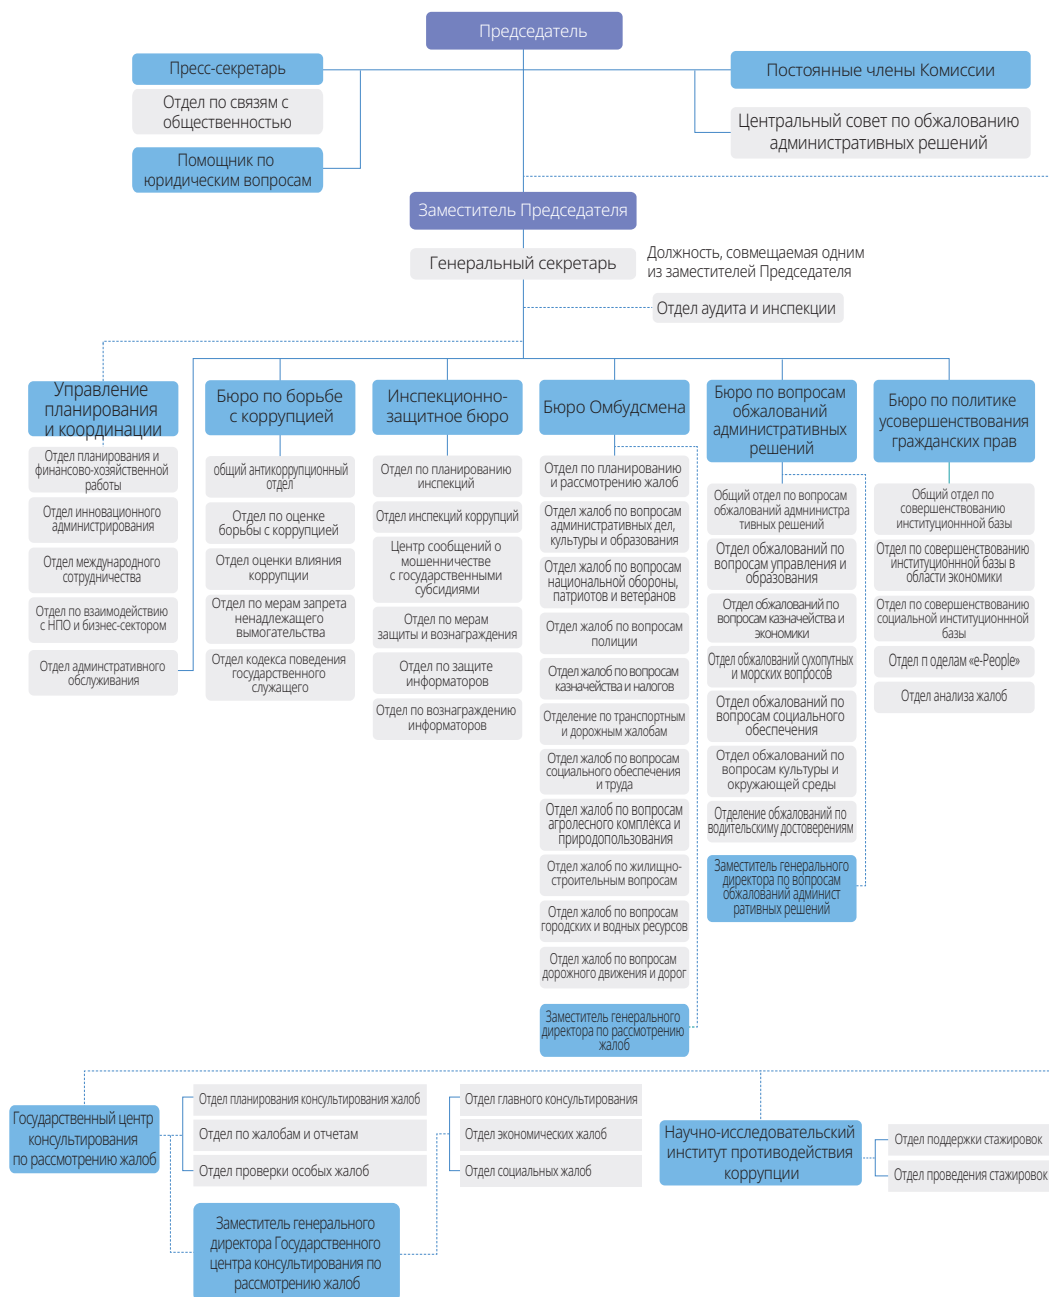 Председатель
Пресс-секретарь
Отдел по связям с
общественностью
Помощник по
юридическим вопросам
Постоянные члены Комиссии
Центральный совет по обжалованию
административных решений
Заместитель Председателя
Генеральный секретарь
Должность, совмещаемая одним
из заместителей Председателя
Отдел аудита и инспекции
Управление
планирования
и координации
Отдел планирования и
финансово-хозяйственной
работы
Отдел инновационного
администрирования
Отдел международного
сотрудничества
Отдел по взаимодействию
с НПО и бизнес-сектором
Отдел админстративного
обслуживания
Бюро по борьбе
с коррупцией
общий антикоррупционный
отдел
Отдел по оценке
борьбы с коррупцией
Отдел оценки влияния
коррупции
Отдел по мерам запрета
ненадлежащего
вымогательства
Отдел кодекса поведения
государственного
служащего
Инспекционно-
защитное бюро
Отдел по планированию
инспекций
Отдел инспекций коррупций
Центр сообщений о
мошенничестве
с государственными
субсидиями
Отдел по мерам
защиты и вознаграждения
Отдел по защите
информаторов
Отдел по вознаграждению
информаторов
Бюро Омбудсмена
Отдел по планированию
и рассмотрению жалоб
Отдел жалоб по вопросам
административных дел,
культуры и образования
Отдел жалоб по вопросам
национальной обороны,
патриотов и ветеранов
Отдел жалоб по вопросам
полиции
Отдел жалоб по вопросам
казначейства и налогов
Отделение по транспортным
и дорожным жалобам
Отдел жалоб по вопросам
социального обеспечения
и труда
Отдел жалоб по вопросам
агролесного комплекса и
природопользования
Отдел жалоб по жилищно-
строительным вопросам
Отдел жалоб по вопросам
городских и водных ресурсов
Отдел жалоб по вопросам
дорожного движения и дорог
Заместитель генерального
директора по рассмотрению
жалоб
Бюро по вопросам
обжалований
административных
решений
Общий отдел по вопросам
обжалований администра
тивных решений
Отдел обжалований по
вопросам управления и
образования
Отдел обжалований по
вопросам казначейства и
экономики
Отдел обжалований сухопутных
и морских вопросов
Отдел обжалований по
вопросам социального
обеспечения
Отдел обжалований по
вопросам культуры и
окружающей среды
Отделение обжалований по
водительскому достоверениям
Заместитель генерального
директора по вопросам
обжалований админист
ративных решений
Бюро по политике
усовершенствования
гражданских прав
Общий отдел по
совершенствованию
институционнной базы
Отдел по совершенствованию
институционнной базы в
области экономики
Отдел по совершенствованию
социальной институционнной
базы
Отдел п оделам «e-People»
Отдел анализа жалоб
Государственный центр
консультирования
по рассмотрению жалоб
Отдел планирования консультирования жалоб
Отдел по жалобам и отчетам
Отдел проверки особых жалоб
Заместитель генерального
директора Государственного
центра консультирования по
рассмотрению жалоб
Отдел главного консультирования
Отдел экономических жалоб
Отдел социальных жалоб
Научно-исследовательский
институт противодействия
коррупции
Отдел поддержки стажировок
Отдел проведения стажировок